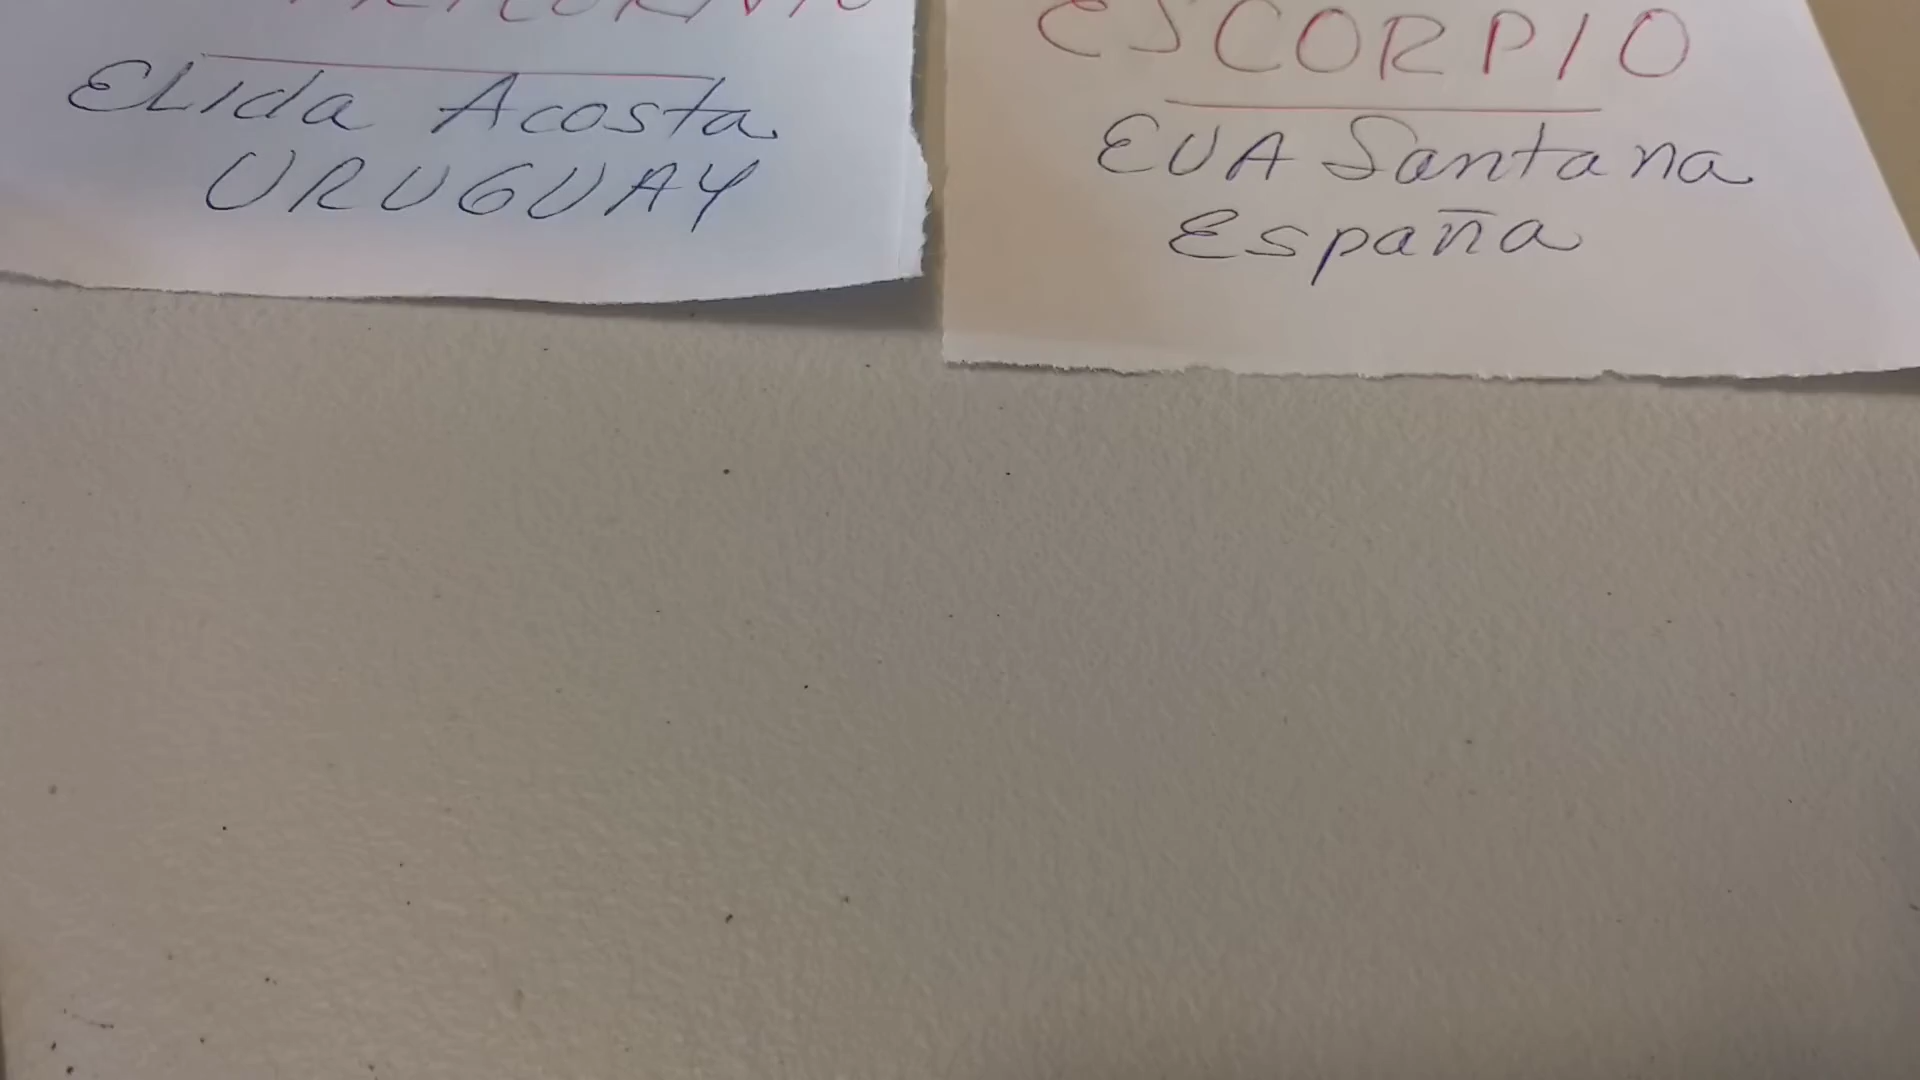 ELida Acosta
URUGUAY
ESCORPIO
EVA Santana
España